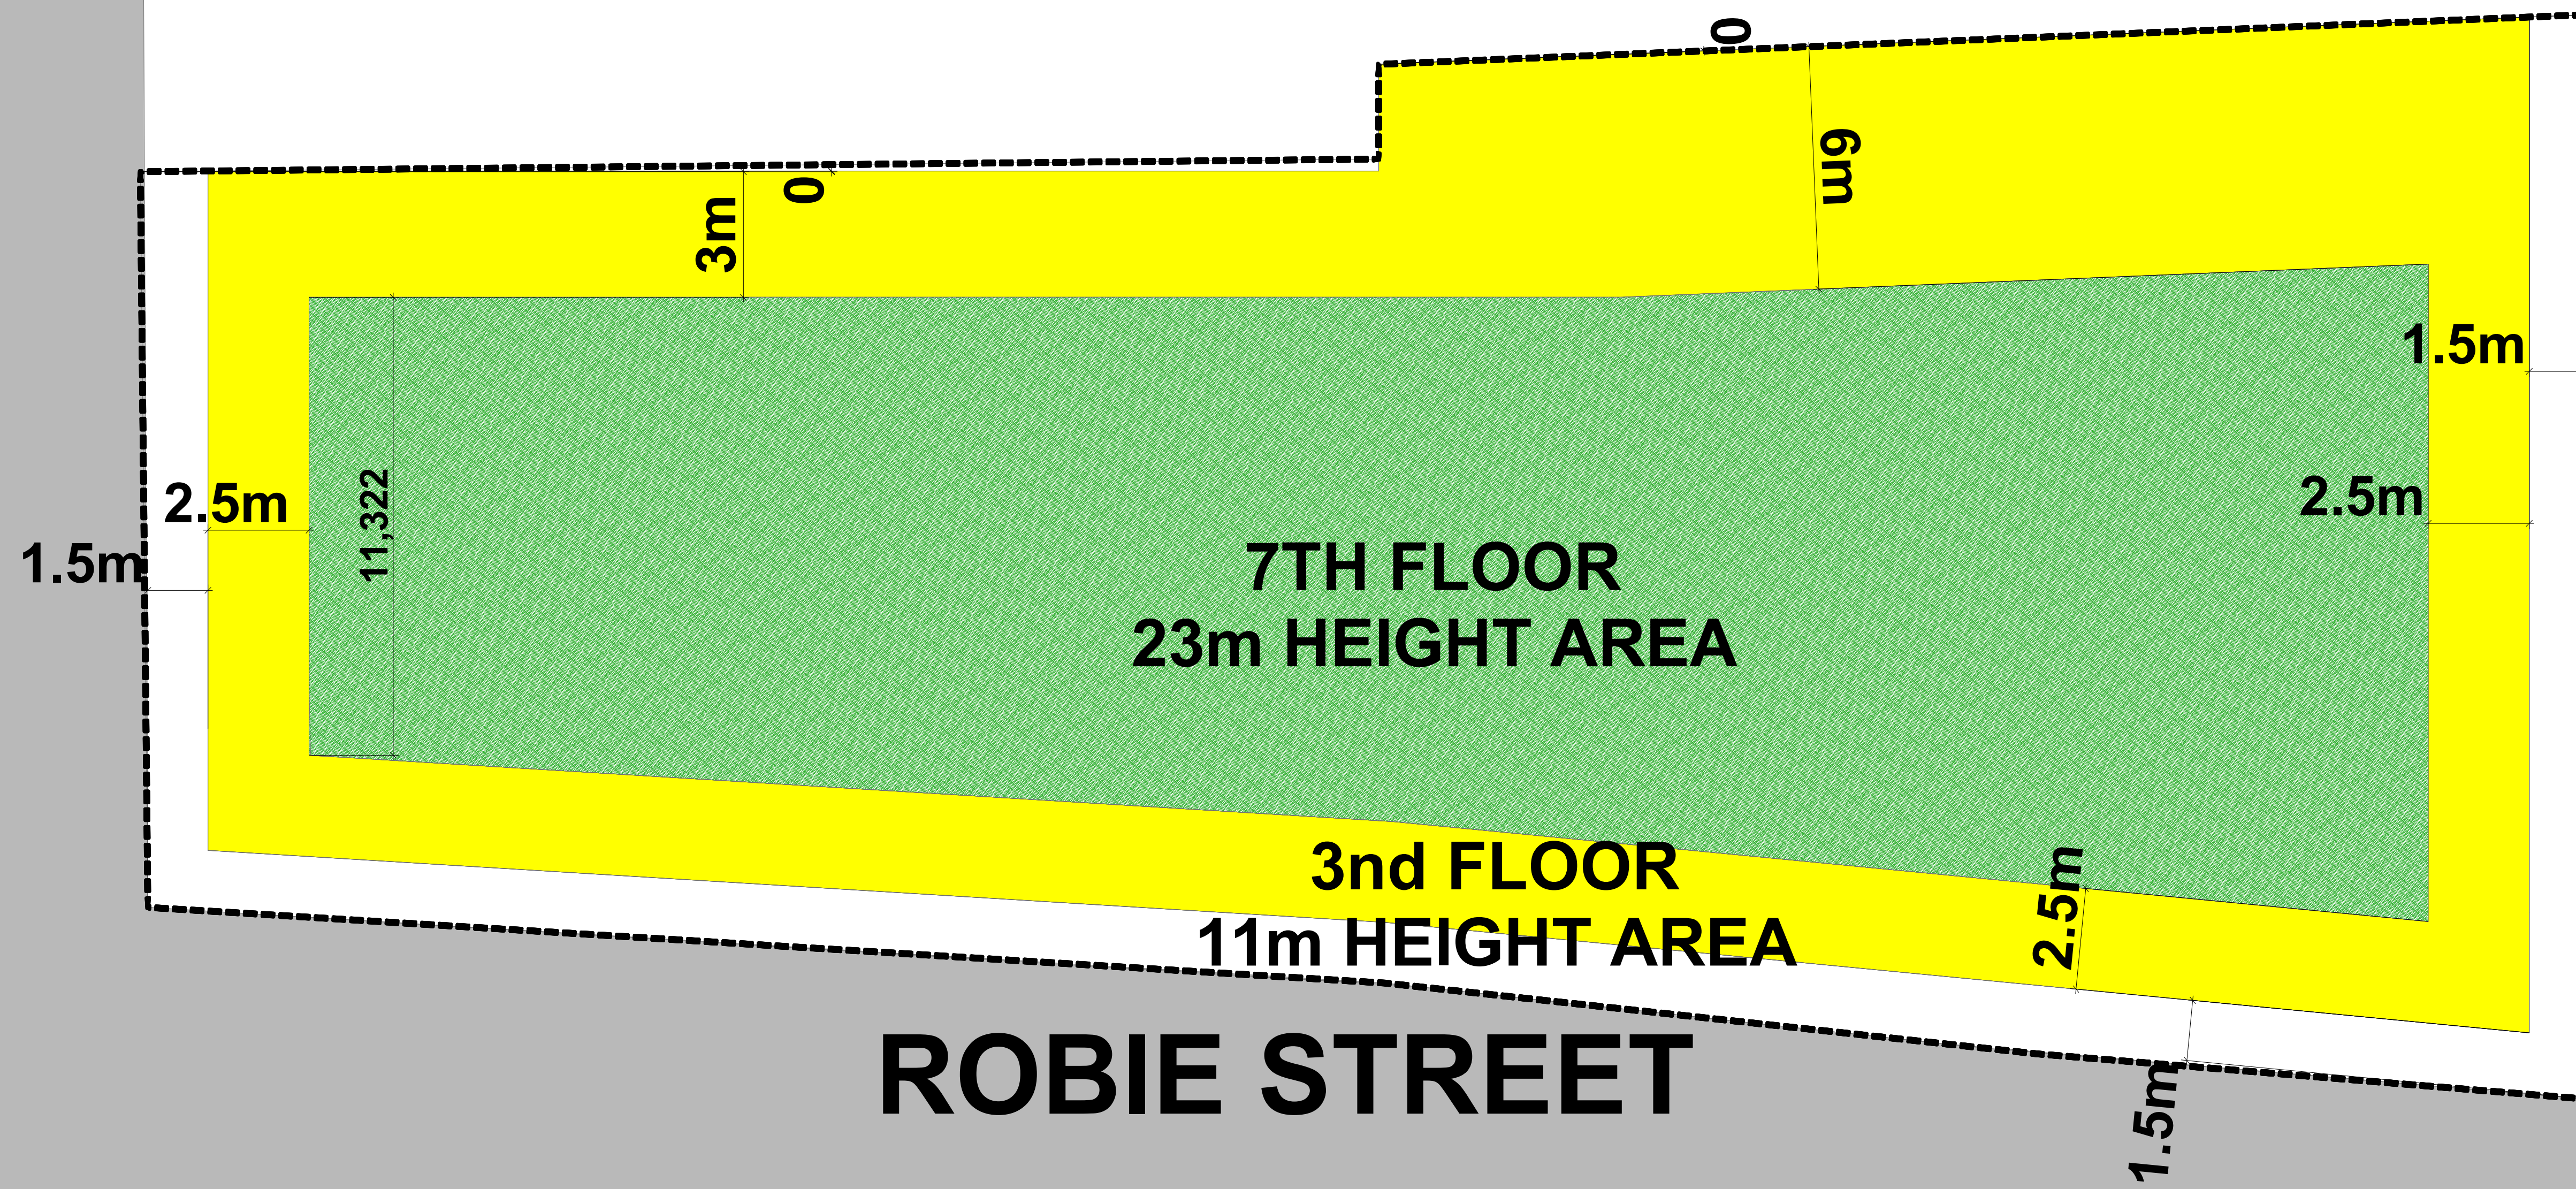 0
6m
0
3m
1.5m
2.5m
11,322
2.5m
1.5m
7TH FLOOR
23m HEIGHT AREA
3nd FLOOR
11m HEIGHT AREA
2.5m
1.5m
ROBIE STREET